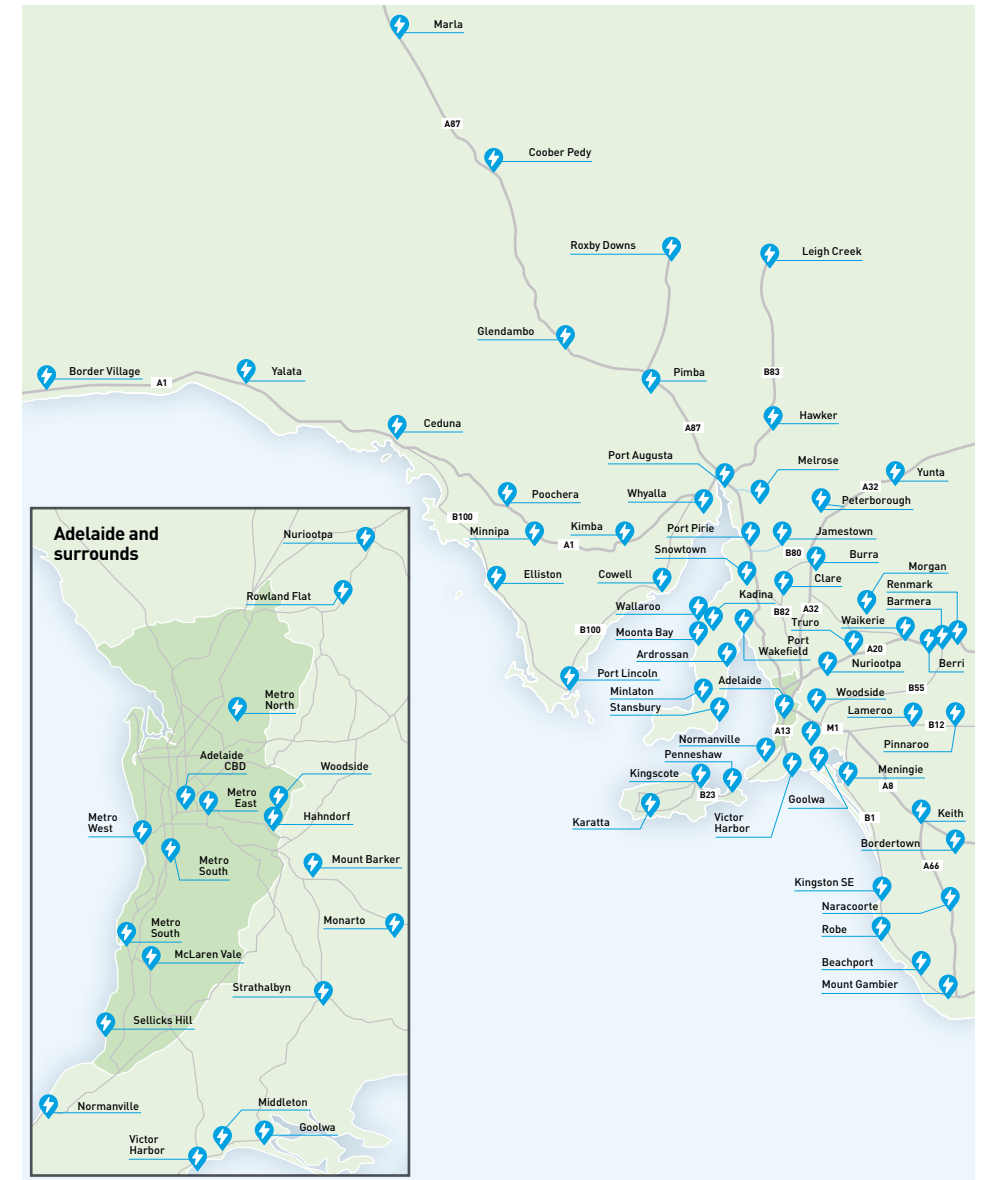 Marla
A87
Coober Pedy
Roxby Downs
Leigh Creek
Glendambo
Border Village
A1
Yalata
Pimba
B83
Ceduna
Hawker
A87
Port Augusta
Melrose
Yunta
A32
Poochera
Whyalla
Peterborough
B100
Minnipa
Kimba
A1
Port Pirie
Jamestown
Snowtown
B80
Burra
Elliston
Cowell
Clare
Morgan
Renmark
Wallaroo
Kadina
Barmera
B82
A32
B100
Moonta Bay
Truro
Waikerie
Port
Wakefield
A20
Ardrossan
Nuriootpa
Berri
Port Lincoln
Minlaton
Adelaide
B55
Stansbury
Woodside
Lameroo
A13
M1
B12
Normanville
Pinnaroo
Penneshaw
Kingscote
Meningie
B23
A8
Goolwa
Karatta
Victor
Harbor
B1
Keith
Bordertown
A66
Kingston SE
Naracoorte
Robe
Beachport
Mount Gambier
Adelaide and
surrounds
Nuriootpa
Rowland Flat
Metro
North
Adelaide
CBD
Woodside
Metro
East
Metro
West
Hahndorf
Metro
South
Mount Barker
Monarto
Metro
South
McLaren Vale
Strathalbyn
Sellicks Hill
Normanville
Middleton
Goolwa
Victor
Harbor